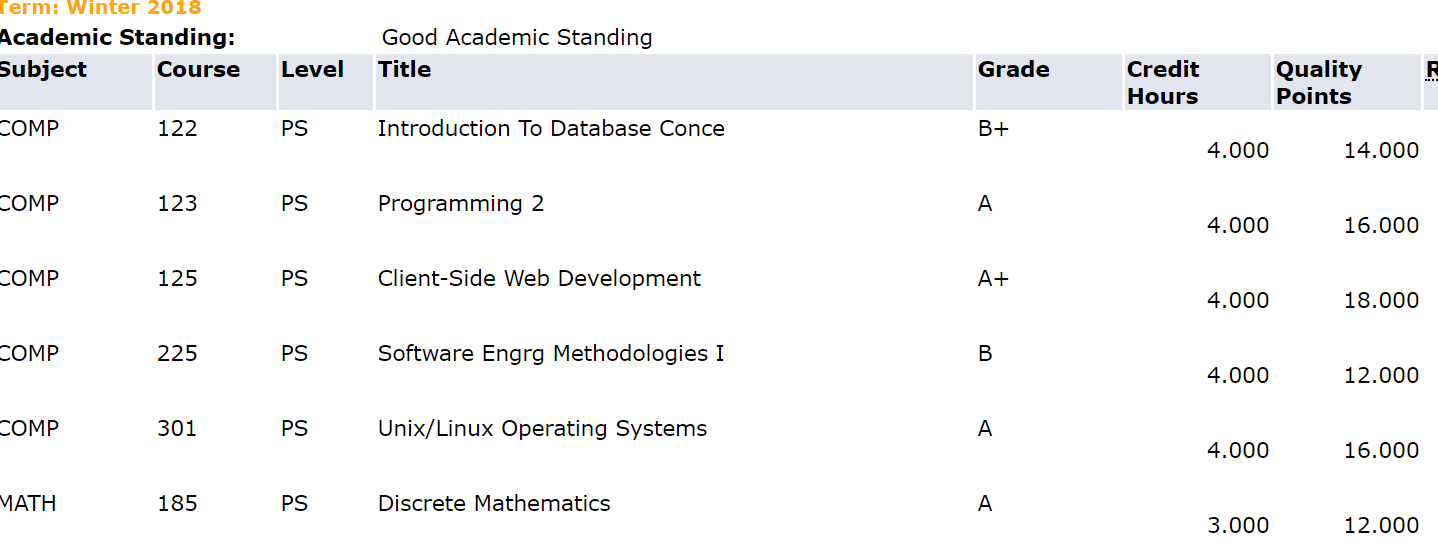 Term: Winter 2018
Academic Standing: Good Academic Standing
Subject Course Level Title Grade Credit Hours Quality Points R
COMP 122 PS Introduction To Database Conce B+ 4.000 14.000
COMP 123 PS Programming 2 A 4.000 16.000
COMP 125 PS Client-Side Web Development A+ 4.000 18.000
COMP 225 PS Software Engrg Methodologies I B 4.000 12.000
COMP 301 PS Unix/Linux Operating Systems A 4.000 16.000
MATH 185 PS Discrete Mathematics A 3.000 12.000